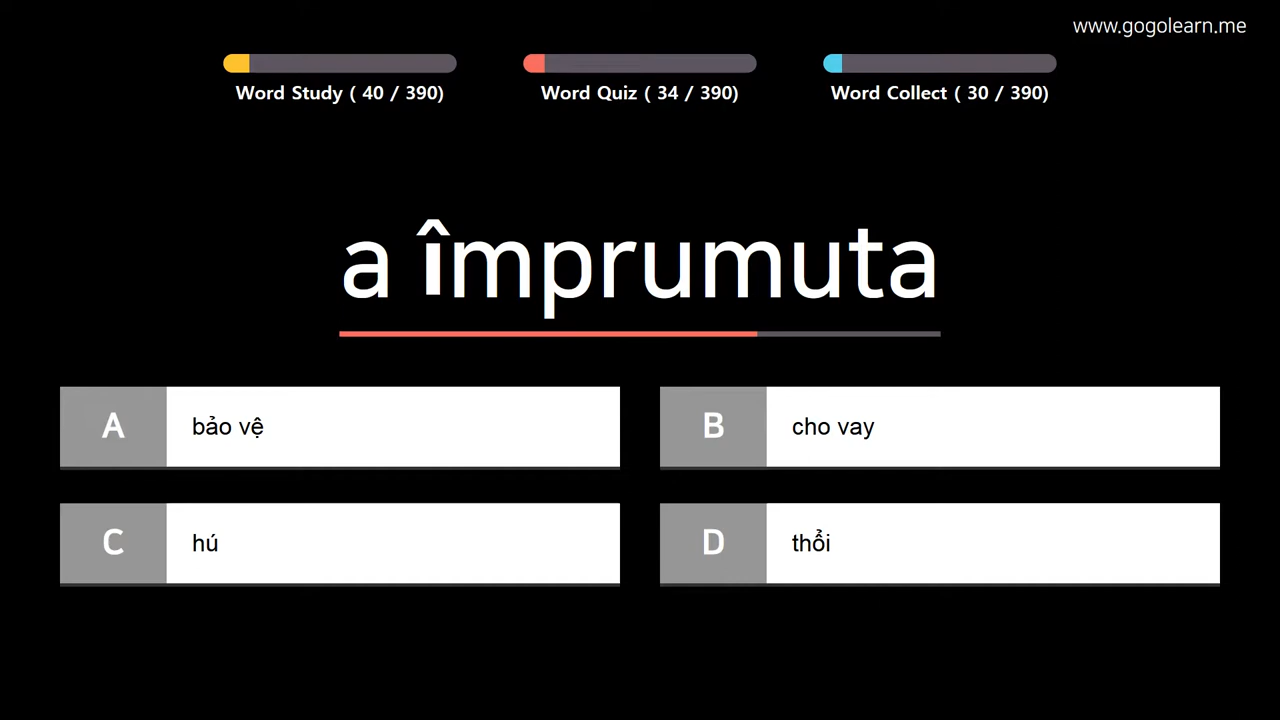 www.gogolearn.me
Word Study ( 40 / 390)
Word Quiz ( 34 / 390)
Word Collect ( 30 / 390)
a împrumuta
A bảo vệ
B cho vay
C hú
D thổi